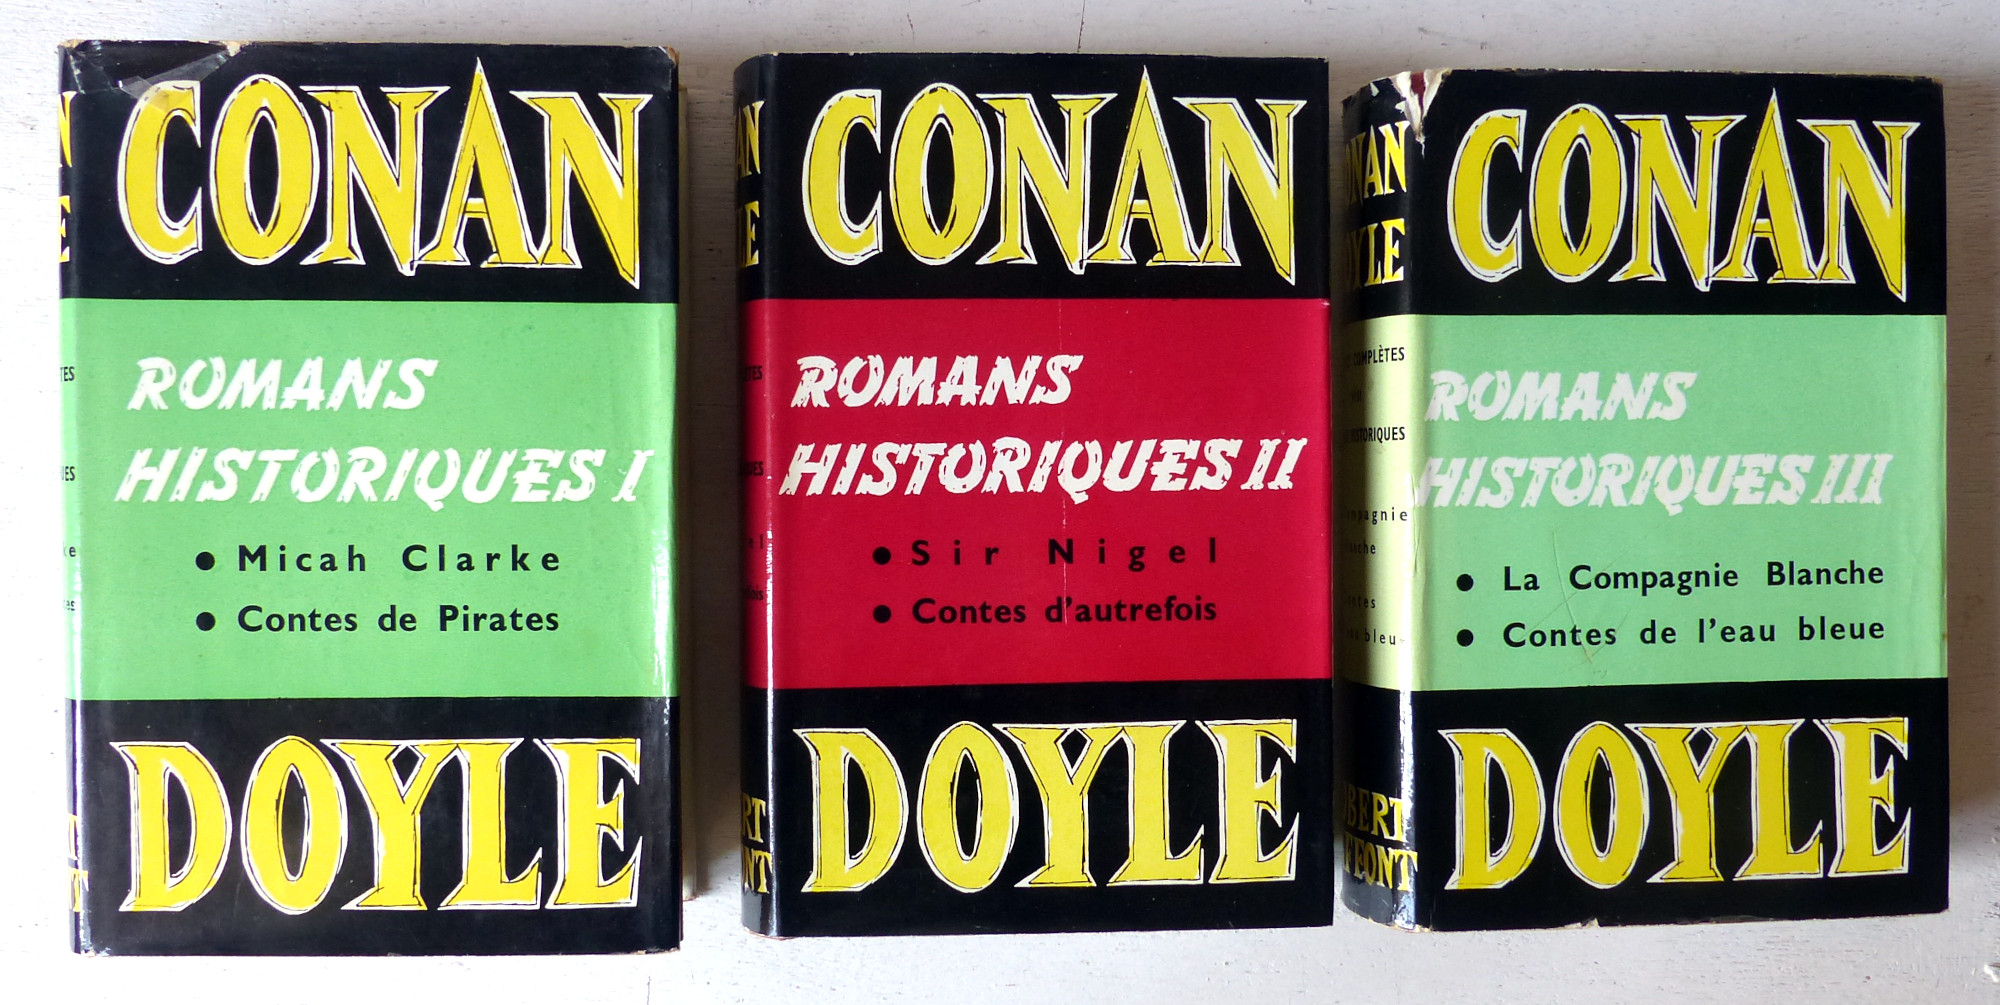 CONAN
ROMANS
HISTORIQUES I
● Micah Clarke
● Contes de Pirates
DOYLE
CONAN
ROMANS
HISTORIQUES II
● Sir Nigel
● Contes d'autrefois
DOYLE
COMPLÈTES
CONAN
ROMANS
HISTORIQUES III
● La Compagnie Blanche
● Contes de l'eau bleue
DOYLE